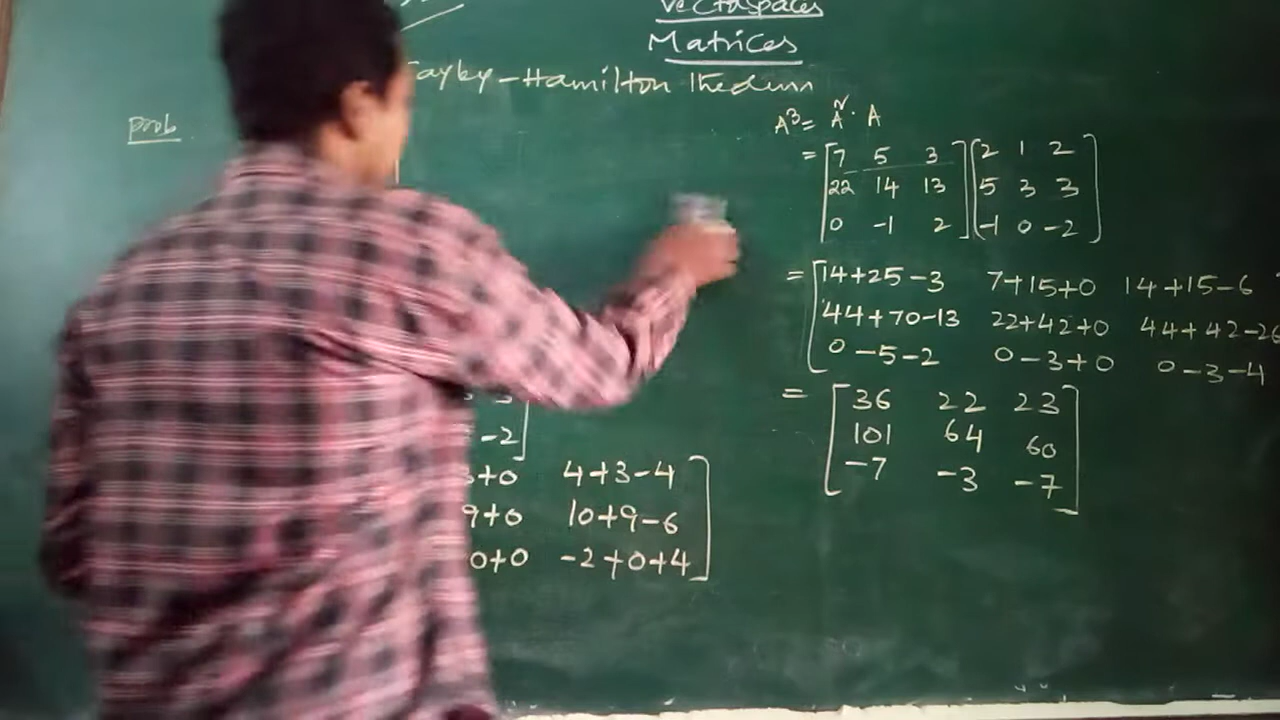 Vectorspaces
Matrices
Cayley-Hamilton Theorem
prob
A³ = A² · A
= [7 5 3] [2 1 2]
[22 14 13] [5 3 3]
[0 -1 2] [-1 0 -2]
= [14+25-3 7+15+0 14+15-6
44+70-13 22+42+0 44+42-26
0-5-2 0-3+0 0-3-4
= [36 22 23]
[101 64 60]
[-7 -3 -7]
-2]
+0 4+3-4
9+0 10+9-6
0+0 -2+0+4